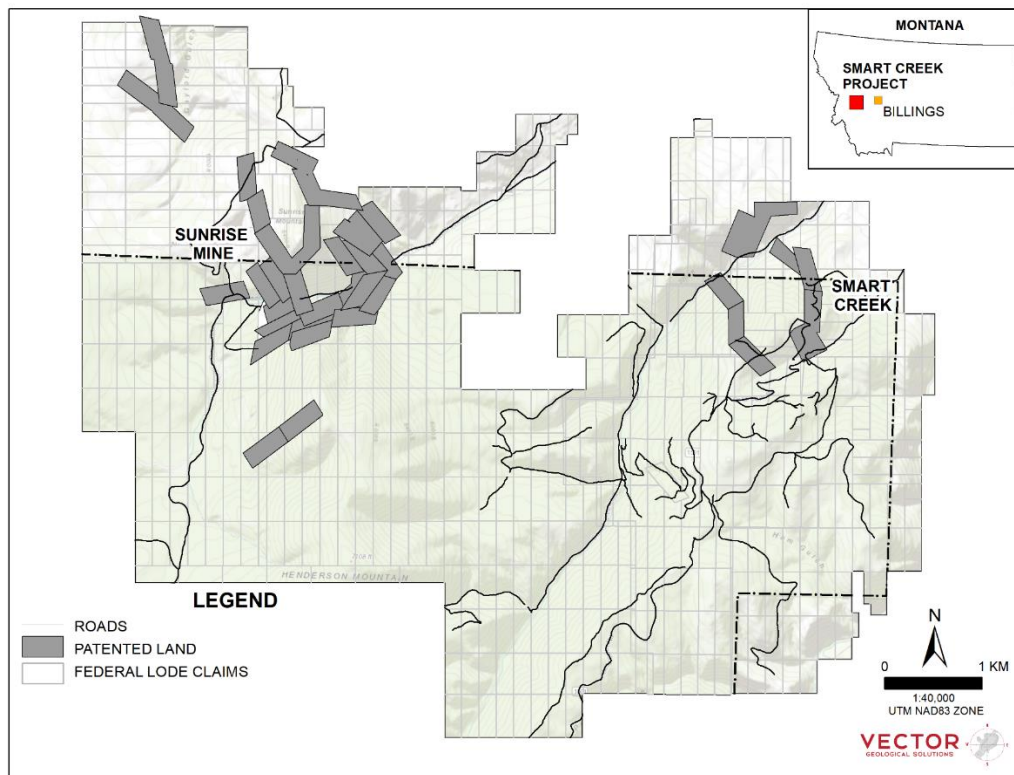 MONTANA
SMART CREEK
PROJECT
BILLINGS
SUNRISE
MINE
SMART
CREEK
HENDERSON MOUNTAIN
LEGEND
ROADS
PATENTED LAND
FEDERAL LODE CLAIMS
N
0 1 KM
1:40,000
UTM NAD83 ZONE
VECTOR
GEOLOGICAL SOLUTIONS